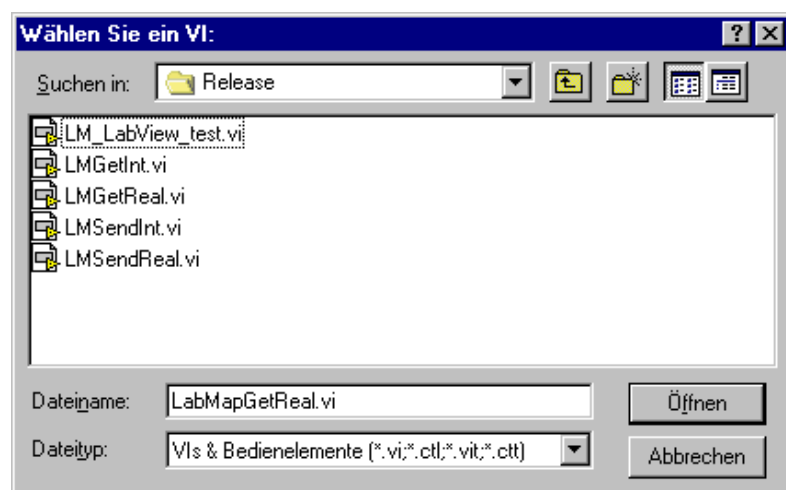 Wählen Sie ein VI:
Suchen in: Release
LM_LabView_test.vi
LMGetInt.vi
LMGetReal.vi
LMSendInt.vi
LMSendReal.vi
Dateiname: LabMapGetReal.vi Öffnen
Dateityp: VIs & Bedienelemente (*.vi;*.ctl;*.vit;*.ctt) Abbrechen